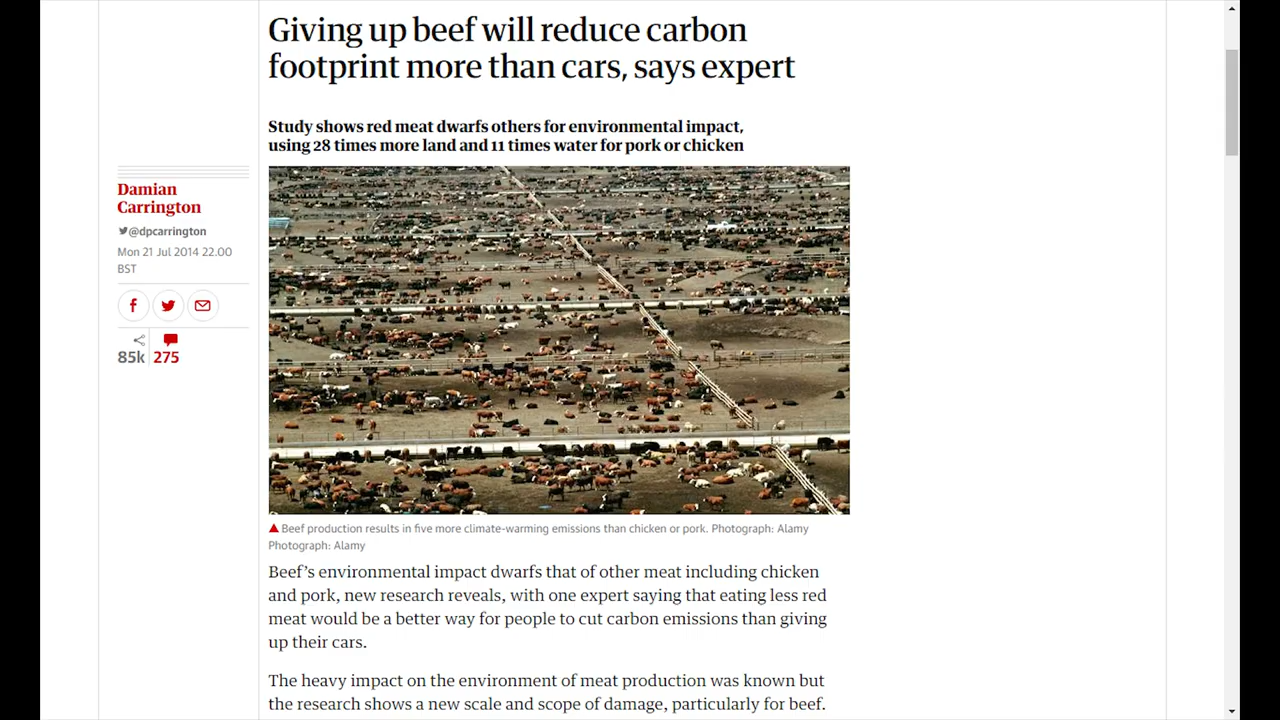 Giving up beef will reduce carbon
footprint more than cars, says expert
Study shows red meat dwarfs others for environmental impact,
using 28 times more land and 11 times water for pork or chicken
Damian
Carrington
@dpcarrington
Mon 21 Jul 2014 22.00
BST
85k 275
Beef production results in five more climate-warming emissions than chicken or pork. Photograph: Alamy
Photograph: Alamy
Beef’s environmental impact dwarfs that of other meat including chicken
and pork, new research reveals, with one expert saying that eating less red
meat would be a better way for people to cut carbon emissions than giving
up their cars.
The heavy impact on the environment of meat production was known but
the research shows a new scale and scope of damage, particularly for beef.